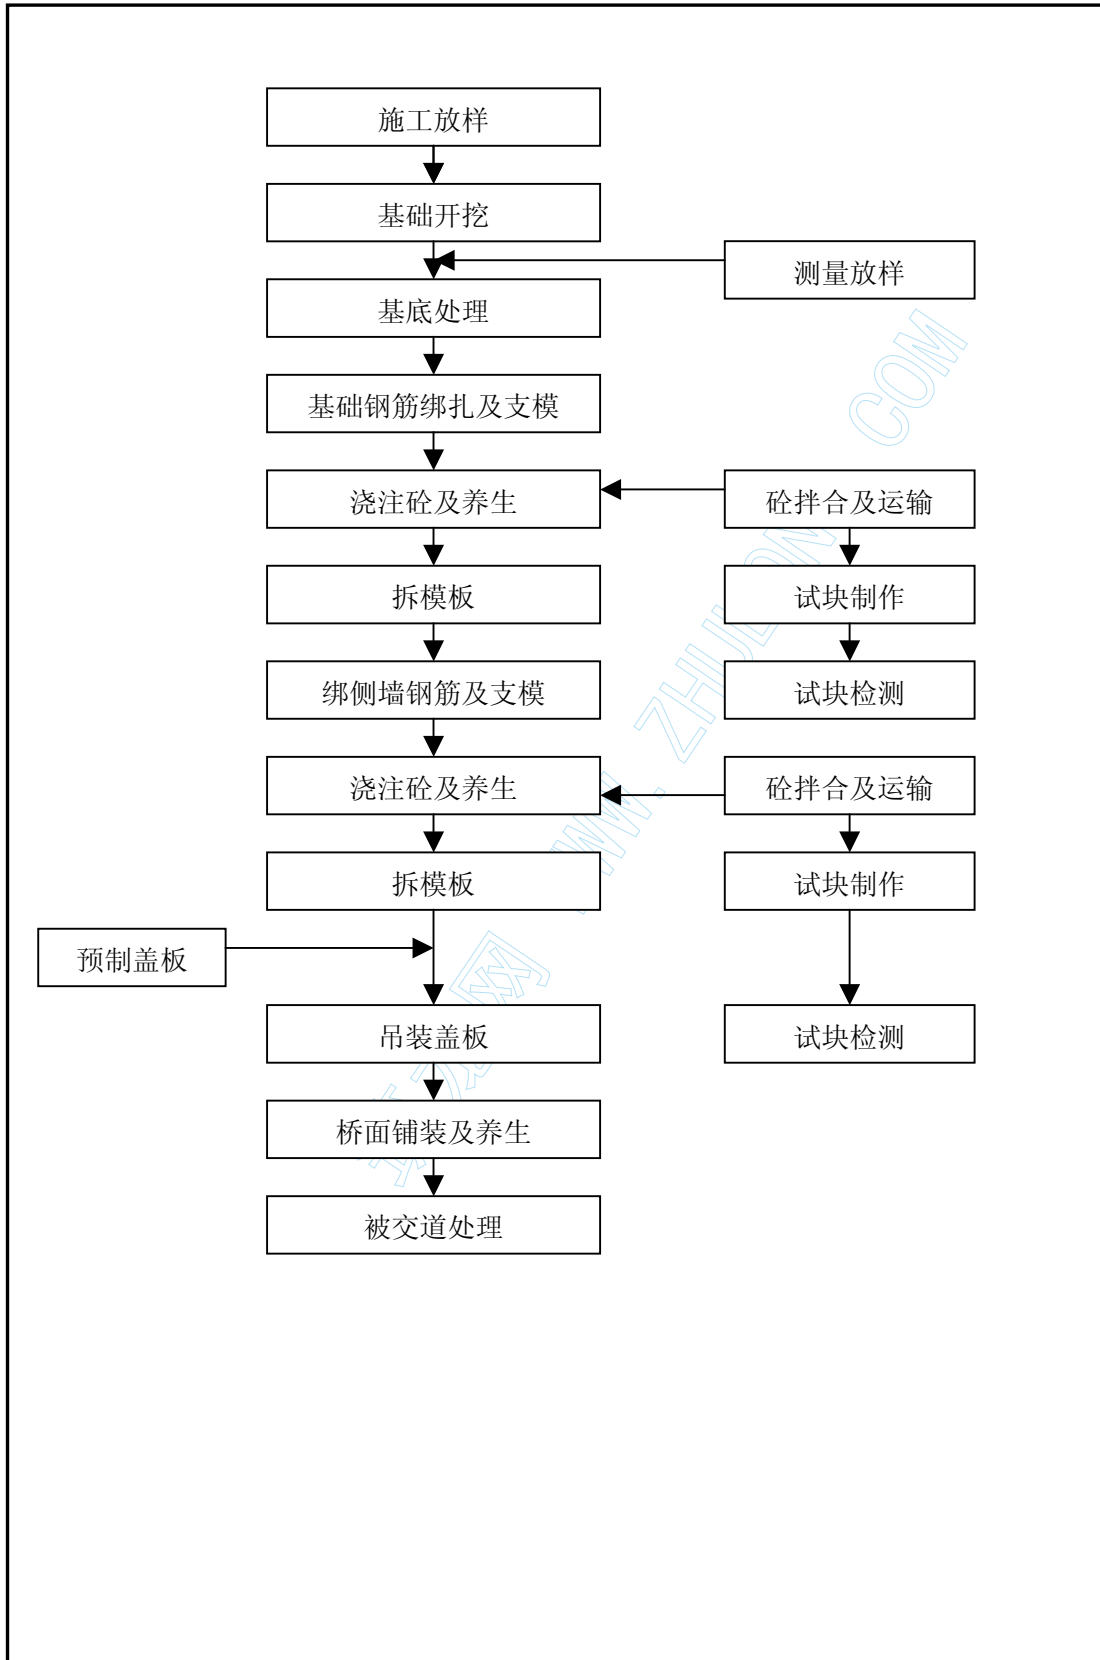 施工放样
基础开挖
测量放样
基底处理
基础钢筋绑扎及支模
浇注砼及养生
砼拌合及运输
拆模板
试块制作
绑侧墙钢筋及支模
试块检测
浇注砼及养生
砼拌合及运输
拆模板
试块制作
预制盖板
吊装盖板
试块检测
桥面铺装及养生
被交道处理